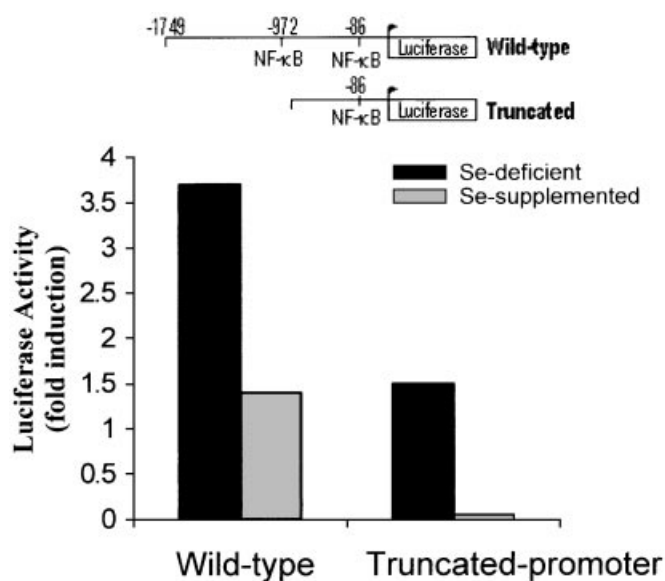 -1749 -972 -86
NF-κB NF-κB Luciferase Wild-type
-86
NF-κB Luciferase Truncated
4
3.5
3
2.5
2
1.5
1
0.5
0
Luciferase Activity
(fold induction)
Se-deficient
Se-supplemented
Wild-type Truncated-promoter